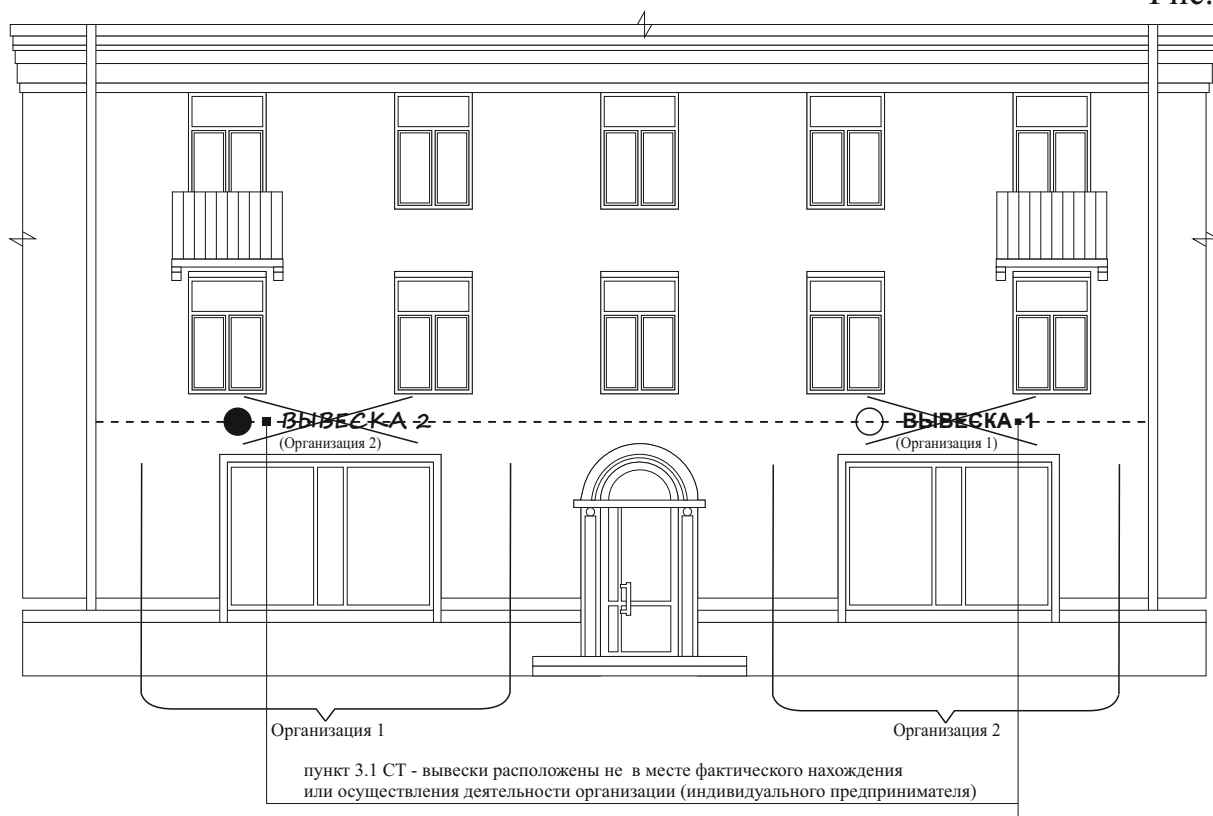 Рис.
ВЫВЕСКА 2
(Организация 2)
ВЫВЕСКА 1
(Организация 1)
Организация 1
Организация 2
пункт 3.1 СТ - вывески расположены не в месте фактического нахождения
или осуществления деятельности организации (индивидуального предпринимателя)